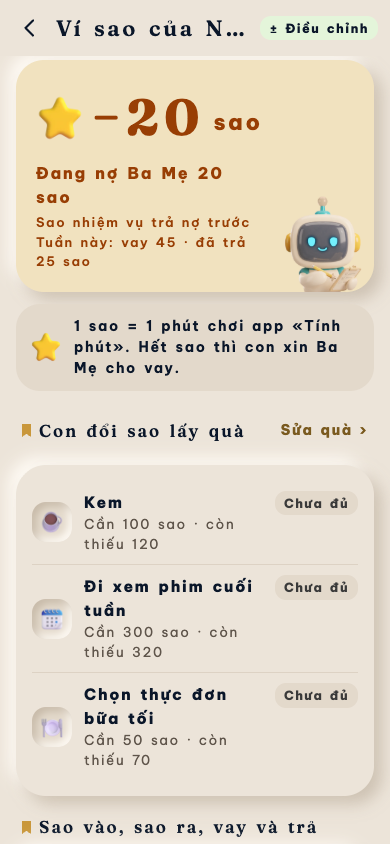 Ví sao của N...
± Điều chỉnh
−20 sao
Đang nợ Ba Mẹ 20
sao
Sao nhiệm vụ trả nợ trước
Tuần này: vay 45 · đã trả
25 sao
1 sao = 1 phút chơi app «Tính
phút». Hết sao thì con xin Ba
Mẹ cho vay.
Con đổi sao lấy quà
Sửa quà ›
Kem
Chưa đủ
Cần 100 sao · còn
thiếu 120
Đi xem phim cuối
tuần
Chưa đủ
Cần 300 sao · còn
thiếu 320
Chọn thực đơn
bữa tối
Chưa đủ
Cần 50 sao · còn
thiếu 70
Sao vào, sao ra, vay và trả